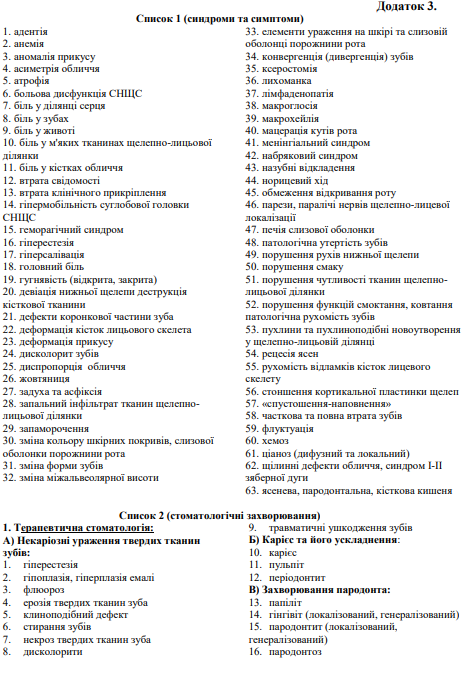 Додаток 3.
Список 1 (синдроми та симптоми)
1. адентія
2. анемія
3. аномалія прикусу
4. асиметрія обличчя
5. атрофія
6. больова дисфункція СНЩС
7. біль у ділянці серця
8. біль у зубах
9. біль у животі
10. біль у м'яких тканинах щелепно-лицьової
ділянки
11. біль у кістках обличчя
12. втрата свідомості
13. втрата клінічного прикріплення
14. гіпермобільність суглобової головки
СНЩС
15. геморагічний синдром
16. гіперестезія
17. гіперсалівація
18. головний біль
19. гугнявість (відкрита, закрита)
20. девіація нижньої щелепи деструкція
кісткової тканини
21. дефекти коронкової частини зуба
22. деформація кісток лицьового скелета
23. деформація прикусу
24. дисколорит зубів
25. диспропорція обличчя
26. жовтяниця
27. задуха та асфіксія
28. запальний інфільтрат тканин щелепно-
лицьової ділянки
29. запаморочення
30. зміна кольору шкірних покривів, слизової
оболонки порожнини рота
31. зміна форми зубів
32. зміна міжальвеолярної висоти
33. елементи ураження на шкірі та слизовій
оболонці порожнини рота
34. конвергенція (дивергенція) зубів
35. ксеростомія
36. лихоманка
37. лімфаденопатія
38. макроглосія
39. макрохейлія
40. мацерація кутів рота
41. менінгіальний синдром
42. набряковий синдром
43. назубні відкладення
44. норицевий хід
45. обмеження відкривання роту
46. парези, паралічі нервів щелепно-лицевої
локалізації
47. печія слизової оболонки
48. патологічна утертість зубів
49. порушення рухів нижньої щелепи
50. порушення смаку
51. порушення чутливості тканин щелепно-
лицьової ділянки
52. порушення функцій смоктання, ковтання
патологічна рухомість зубів
53. пухлини та пухлиноподібні новоутворення
у щелепно-лицьовій ділянці
54. рецесія ясен
55. рухомість відламків кісток лицевого
скелету
56. стоншення кортикальної пластинки щелеп
57. «спустошення-наповнення»
58. часткова та повна втрата зубів
59. флуктуація
60. хемоз
61. ціаноз (дифузний та локальний)
62. щілинні дефекти обличчя, синдром I-II
зяберної дуги
63. ясенева, пародонтальна, кісткова кишеня
Список 2 (стоматологічні захворювання)
1. Терапевтична стоматологія:
А) Некаріозні ураження твердих тканин
зубів:
1. гіперестезія
2. гіпоплазія, гіперплазія емалі
3. флюороз
4. ерозія твердих тканин зуба
5. клиноподібний дефект
6. стирання зубів
7. некроз твердих тканин зуба
8. дисколорити
9. травматичні ушкодження зубів
Б) Карієс та його ускладнення:
10. карієс
11. пульпіт
12. періодонтит
В) Захворювання пародонта:
13. папіліт
14. гінгівіт (локалізований, генералізований)
15. пародонтит (локалізований,
генералізований)
16. пародонтоз